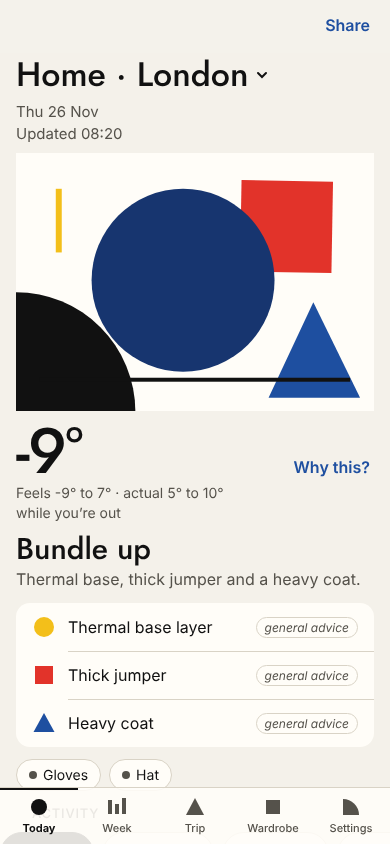 Share
Home · London
Thu 26 Nov
Updated 08:20
-9°
Why this?
Feels -9° to 7° · actual 5° to 10°
while you’re out
Bundle up
Thermal base, thick jumper and a heavy coat.
Thermal base layer
general advice
Thick jumper
general advice
Heavy coat
general advice
Gloves
Hat
ACTIVITY
Today
Week
Trip
Wardrobe
Settings